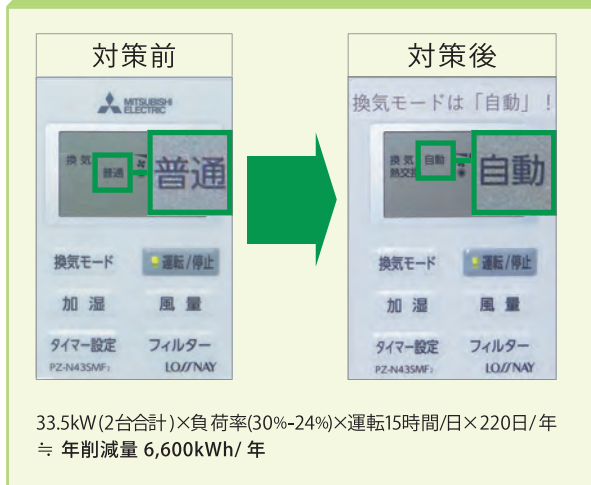 対策前
対策後
MITSUBISHI
ELECTRIC
換気
普通
普通
換気モード
運転/停止
加湿
風量
タイマー設定
フィルター
PZ-N43SMF₂
LOSSNAY
換気モードは「自動」！
換気 自動
熱交換
自動
換気モード
運転/停止
加湿
風量
タイマー設定
フィルター
PZ-N43SMF₂
LOSSNAY
33.5kW(2台合計)×負荷率(30%-24%)×運転15時間/日×220日/年
≒ 年削減量 6,600kWh/ 年